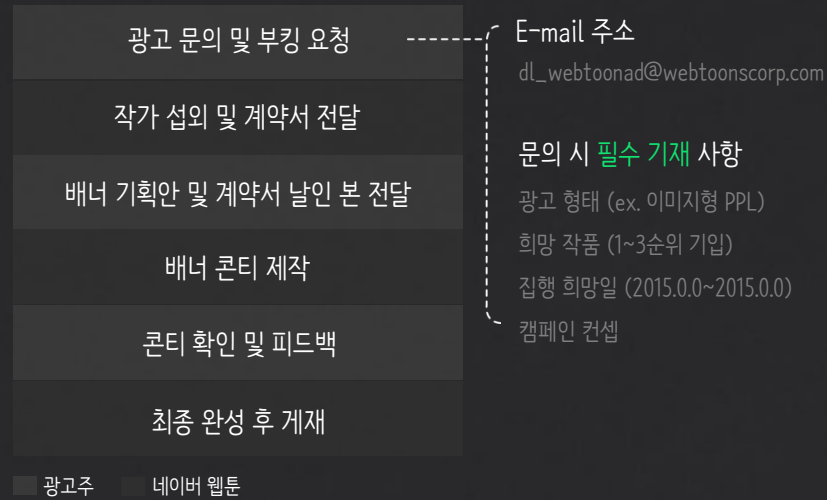 광고 문의 및 부킹 요청
작가 섭외 및 계약서 전달
배너 기획안 및 계약서 날인 본 전달
배너 콘티 제작
콘티 확인 및 피드백
최종 완성 후 게재
광고주
네이버 웹툰
E-mail 주소
dl_webtoonad@webtoonscorp.com
문의 시 필수 기재 사항
광고 형태 (ex. 이미지형 PPL)
희망 작품 (1~3순위 기입)
집행 희망일 (2015.0.0~2015.0.0)
캠페인 컨셉